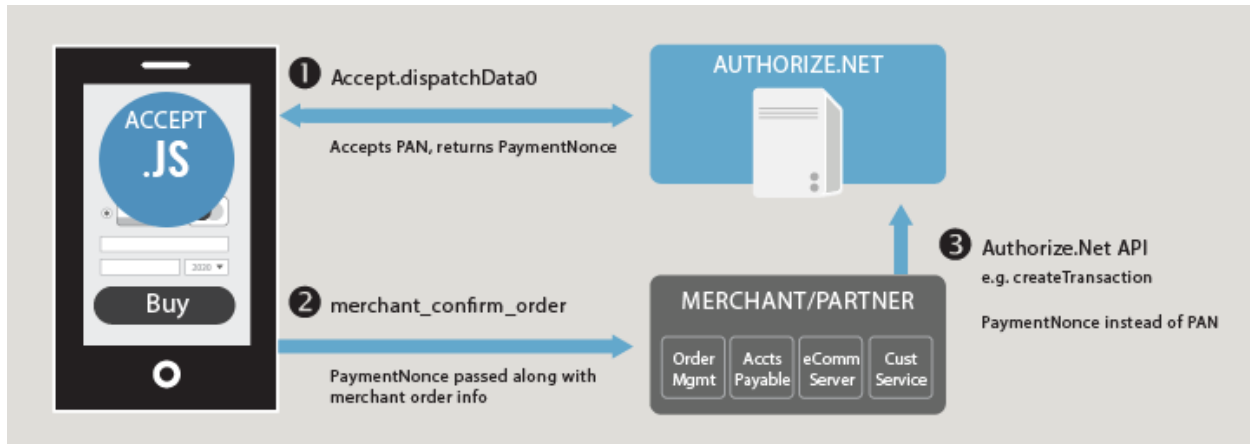 ACCEPT
.JS
2020
Buy
1 Accept.dispatchData0
Accepts PAN, returns PaymentNonce
2 merchant_confirm_order
PaymentNonce passed along with
merchant order info
AUTHORIZE.NET
MERCHANT/PARTNER
Order Mgmt
Accts Payable
eComm Server
Cust Service
3 Authorize.Net API
e.g. createTransaction
PaymentNonce instead of PAN